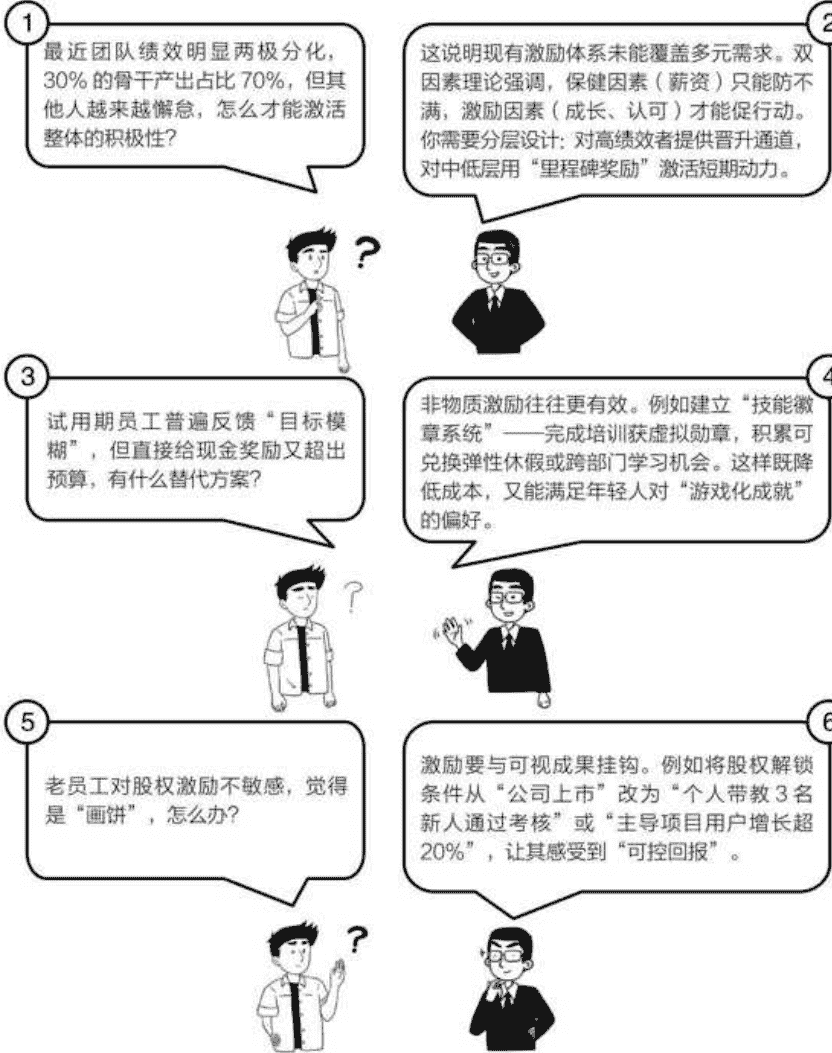 1
最近团队绩效明显两极分化，
30% 的骨干产出占比 70%，但其
他人越来越懈怠，怎么才能激活
整体的积极性？
2
这说明现有激励体系未能覆盖多元需求。双
因素理论强调，保健因素（薪资）只能防不
满，激励因素（成长、认可）才能促行动。
你需要分层设计：对高绩效者提供晋升通道，
对中低层用“里程碑奖励”激活短期动力。
?
3
试用期员工普遍反馈“目标模
糊”，但直接给现金奖励又超出
预算，有什么替代方案？
4
非物质激励往往更有效。例如建立“技能徽
章系统”——完成培训获虚拟勋章，积累可
兑换弹性休假或跨部门学习机会。这样既降
低成本，又能满足年轻人对“游戏化成就”
的偏好。
?
5
老员工对股权激励不敏感，觉得
是“画饼”，怎么办？
6
激励要与可视成果挂钩。例如将股权解锁
条件从“公司上市”改为“个人带教 3 名
新人通过考核”或“主导项目用户增长超
20%”，让其感受到“可控回报”。
?